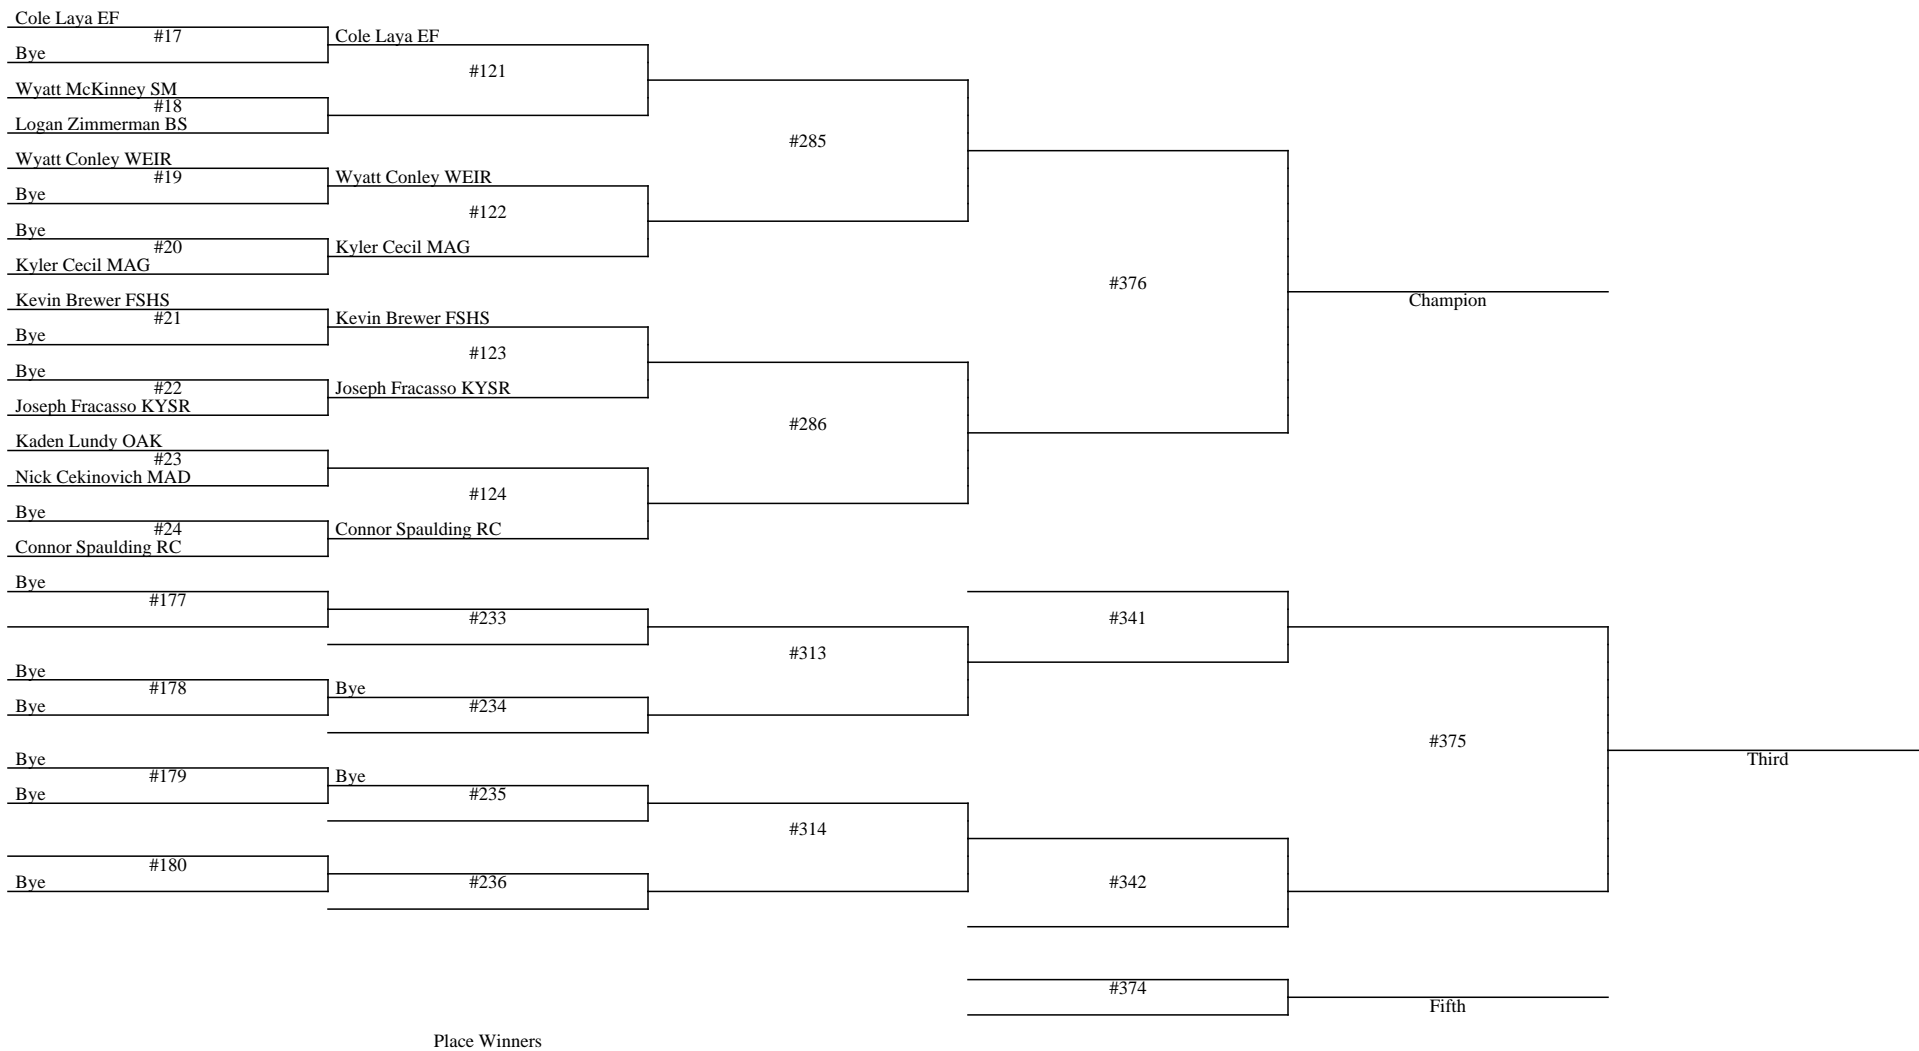 Cole Laya EF
#17
Bye
Cole Laya EF
#121
Wyatt McKinney SM
#18
Logan Zimmerman BS
#285
Wyatt Conley WEIR
#19
Bye
Wyatt Conley WEIR
#122
Bye
#20
Kyler Cecil MAG
Kyler Cecil MAG
#376
Champion
Kevin Brewer FSHS
#21
Bye
Kevin Brewer FSHS
#123
Bye
#22
Joseph Fracasso KYSR
Joseph Fracasso KYSR
#286
Kaden Lundy OAK
#23
Nick Cekinovich MAD
#124
Bye
#24
Connor Spaulding RC
Connor Spaulding RC
Bye
#177
#233
#341
#313
Bye
#178
Bye
Bye
#234
#375
Third
Bye
#179
Bye
Bye
#235
#314
#180
Bye
#236
#342
#374
Fifth
Place Winners